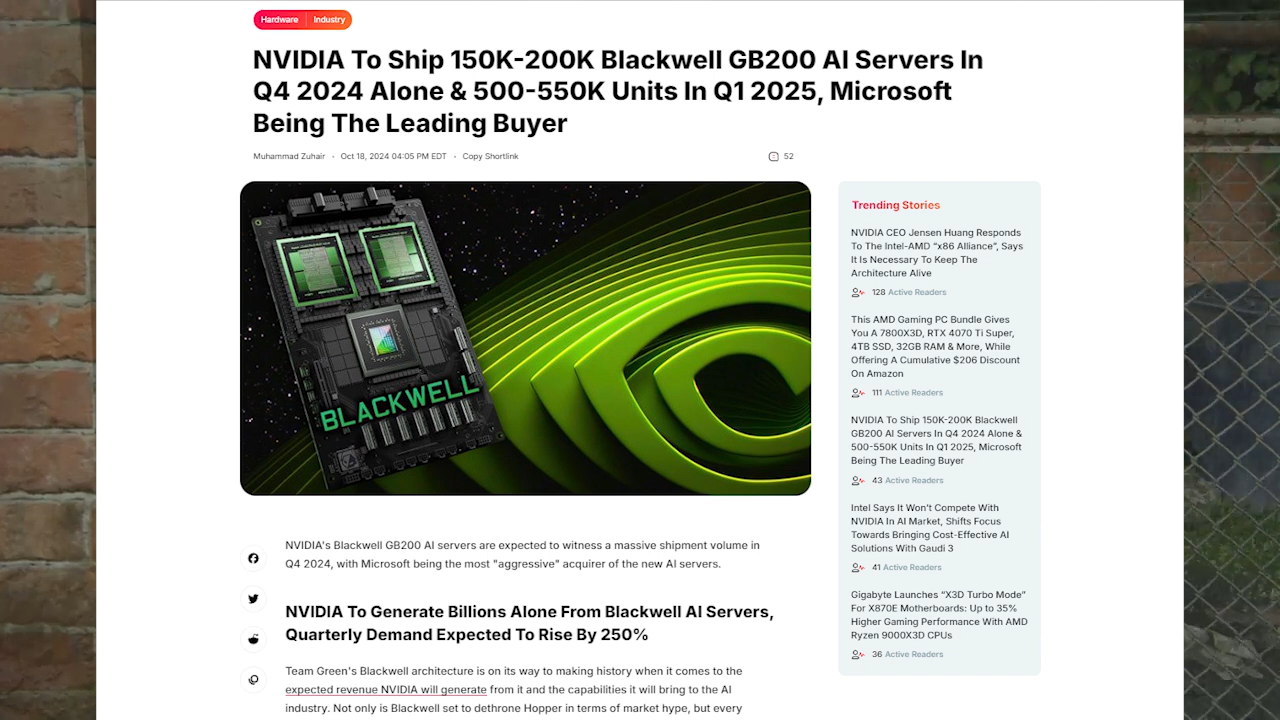 Hardware Industry
NVIDIA To Ship 150K-200K Blackwell GB200 AI Servers In
Q4 2024 Alone & 500-550K Units In Q1 2025, Microsoft
Being The Leading Buyer
Muhammad Zuhair • Oct 18, 2024 04:05 PM EDT • Copy Shortlink
52
BLACKWELL
NVIDIA's Blackwell GB200 AI servers are expected to witness a massive shipment volume in
Q4 2024, with Microsoft being the most "aggressive" acquirer of the new AI servers.
NVIDIA To Generate Billions Alone From Blackwell AI Servers,
Quarterly Demand Expected To Rise By 250%
Team Green's Blackwell architecture is on its way to making history when it comes to the
expected revenue NVIDIA will generate from it and the capabilities it will bring to the AI
industry. Not only is Blackwell set to dethrone Hopper in terms of market hype, but every
Trending Stories
NVIDIA CEO Jensen Huang Responds
To The Intel-AMD “x86 Alliance”, Says
It Is Necessary To Keep The
Architecture Alive
128 Active Readers
This AMD Gaming PC Bundle Gives
You A 7800X3D, RTX 4070 Ti Super,
4TB SSD, 32GB RAM & More, While
Offering A Cumulative $206 Discount
On Amazon
111 Active Readers
NVIDIA To Ship 150K-200K Blackwell
GB200 AI Servers In Q4 2024 Alone &
500-550K Units In Q1 2025, Microsoft
Being The Leading Buyer
43 Active Readers
Intel Says It Won’t Compete With
NVIDIA In AI Market, Shifts Focus
Towards Bringing Cost-Effective AI
Solutions With Gaudi 3
41 Active Readers
Gigabyte Launches “X3D Turbo Mode”
For X870E Motherboards: Up to 35%
Higher Gaming Performance With AMD
Ryzen 9000X3D CPUs
36 Active Readers